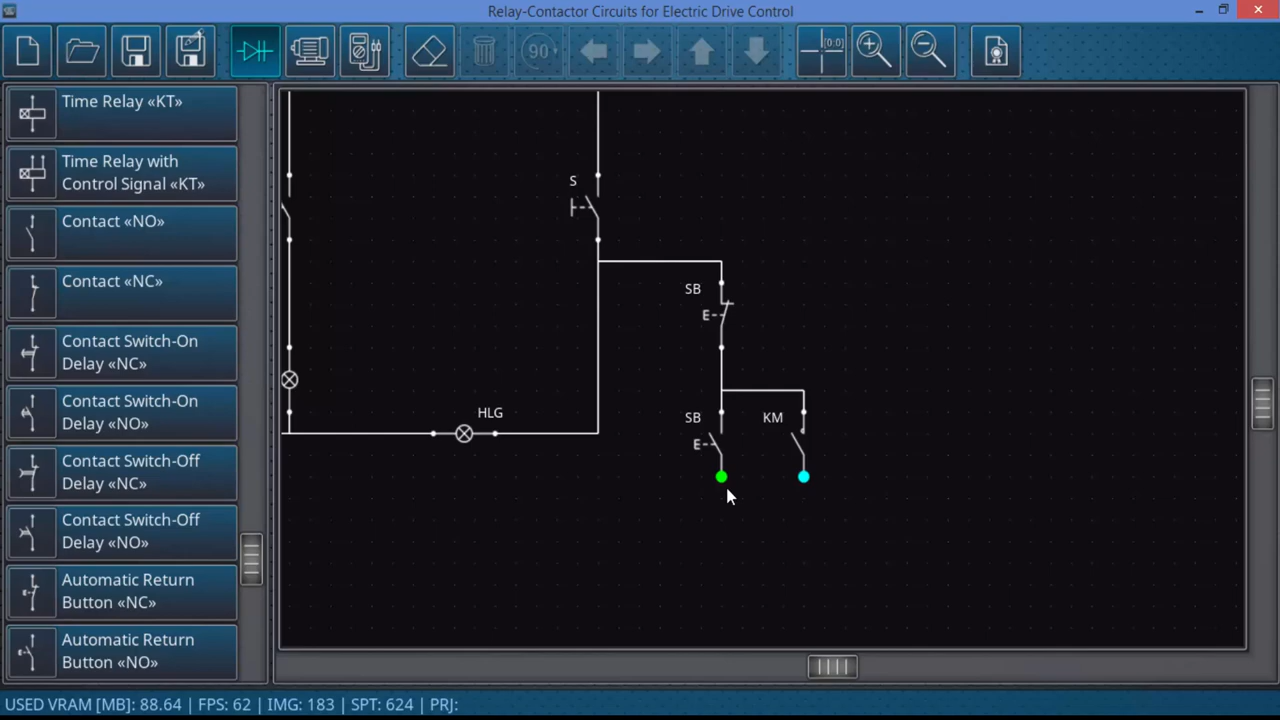 Relay-Contactor Circuits for Electric Drive Control
90
[0:0]
Time Relay «KT»
Time Relay with
Control Signal «KT»
Contact «NO»
Contact «NC»
Contact Switch-On
Delay «NC»
Contact Switch-On
Delay «NO»
Contact Switch-Off
Delay «NC»
Contact Switch-Off
Delay «NO»
Automatic Return
Button «NC»
Automatic Return
Button «NO»
S
SB
HLG
SB
KM
USED VRAM [MB]: 88.64 | FPS: 62 | IMG: 183 | SPT: 624 | PRJ: